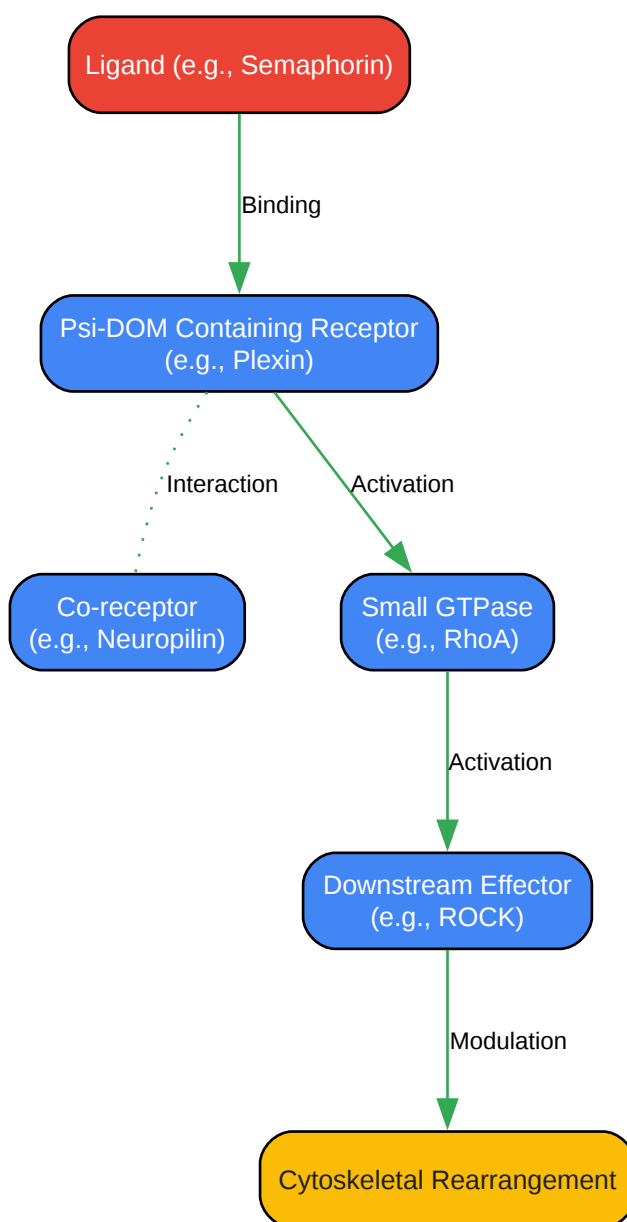 Ligand (e.g., Semaphorin)
Binding
Psi-DOM Containing Receptor
(e.g., Plexin)
Interaction
Activation
Co-receptor
(e.g., Neuropilin)
Small GTPase
(e.g., RhoA)
Activation
Downstream Effector
(e.g., ROCK)
Modulation
Cytoskeletal Rearrangement